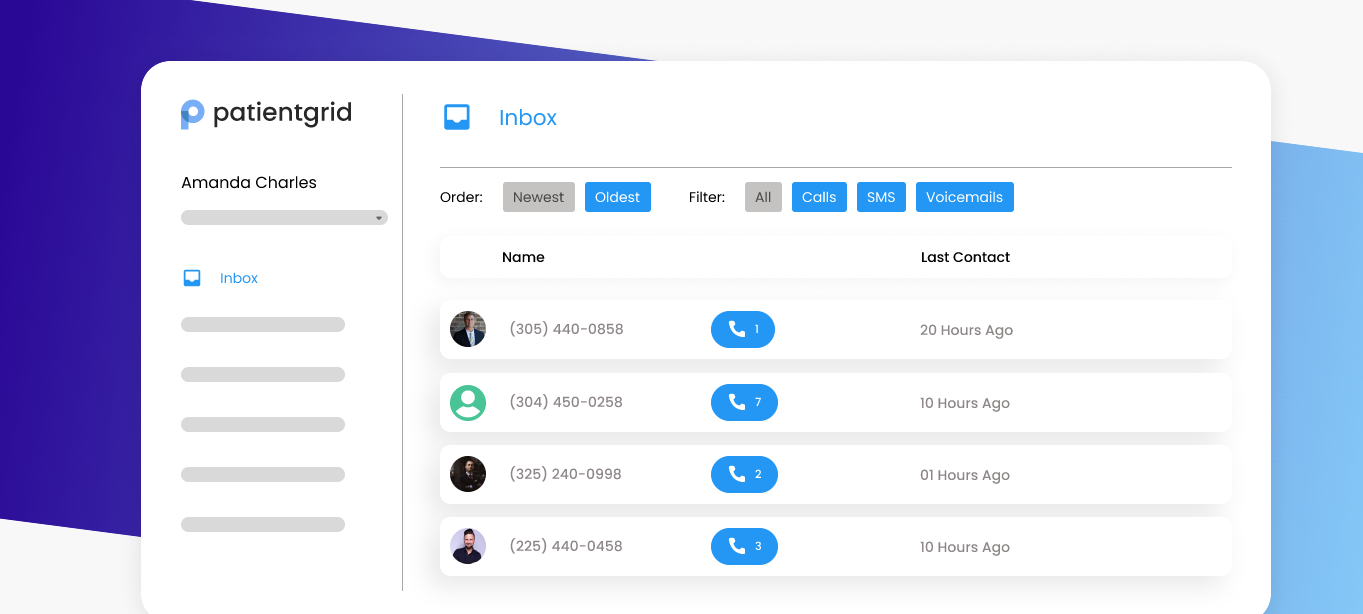 patientgrid
Amanda Charles
Inbox
Inbox
Order: Newest Oldest Filter: All Calls SMS Voicemails
Name Last Contact
(305) 440-0858 1 20 Hours Ago
(304) 450-0258 7 10 Hours Ago
(325) 240-0998 2 01 Hours Ago
(225) 440-0458 3 10 Hours Ago